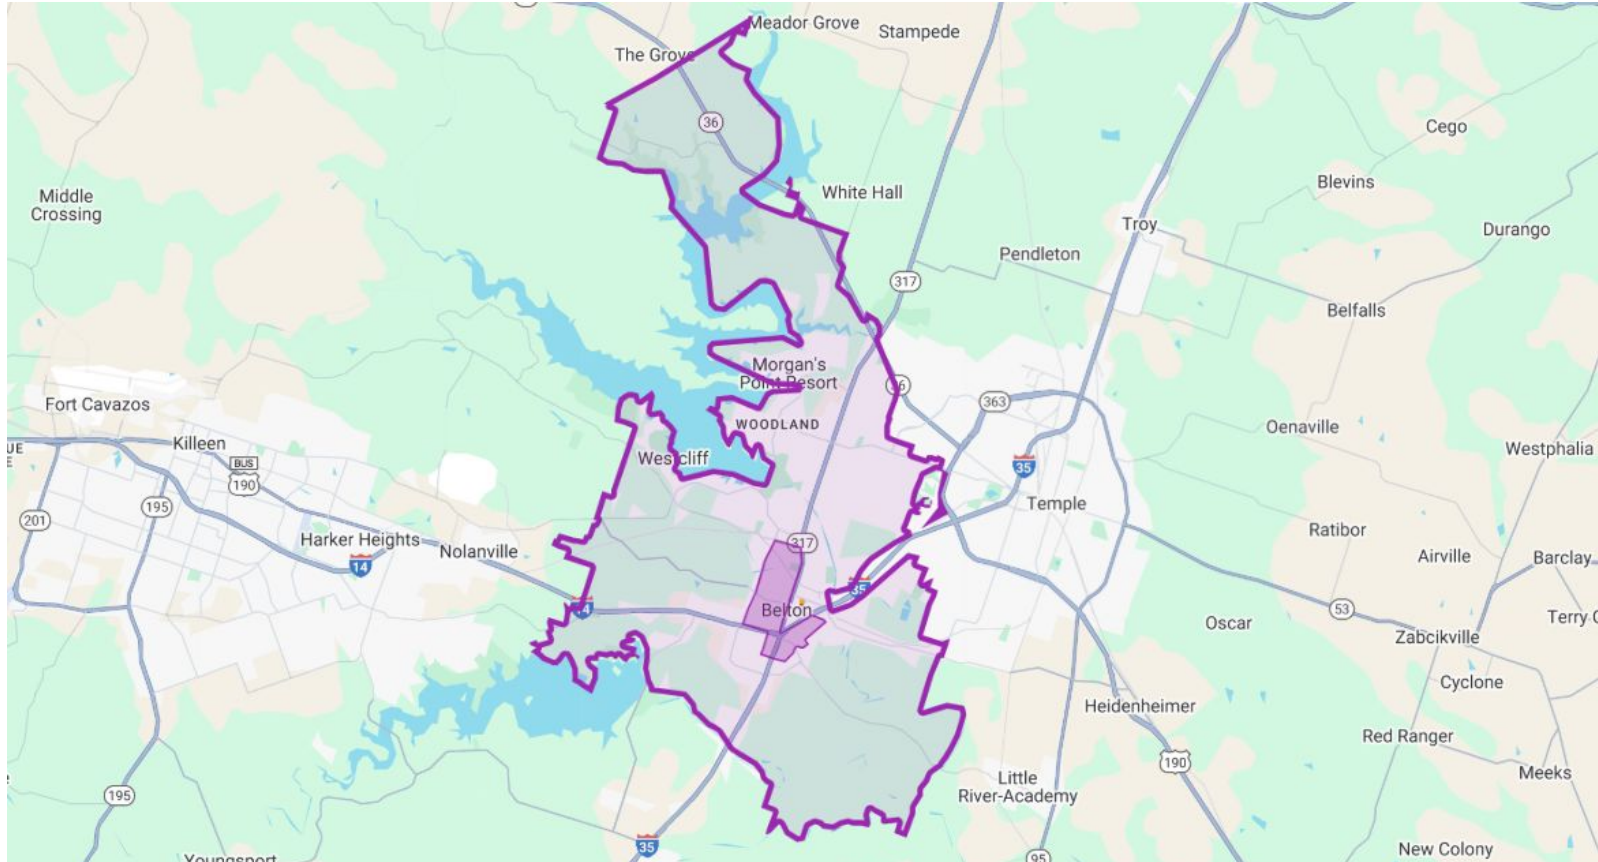 Meador Grove
Stampede
The Grove
36
Cego
Middle
Crossing
White Hall
Blevins
Troy
Durango
Pendleton
317
Belfalls
Morgan's
Point Resort
36
363
Fort Cavazos
WOODLAND
Oenaville
Killeen
Westphalia
BUS
190
Westcliff
35
195
Temple
201
Ratibor
317
Harker Heights
Nolanville
Airville
Barclay
14
35
14
Belton
53
Terry
Oscar
Zabcikville
Cyclone
Heidenheimer
Red Ranger
190
Little
River-Academy
Meeks
195
35
New Colony
95
Youngsport